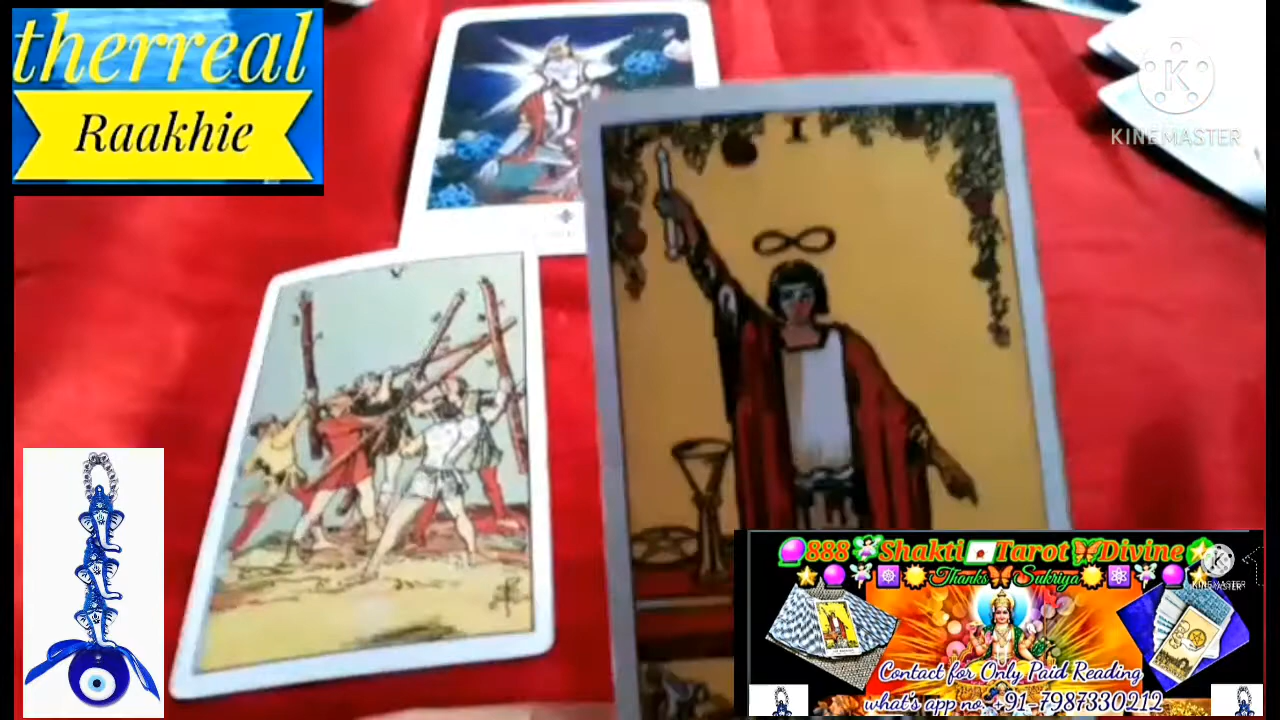 therreal
Raakhie
KINEMASTER
I
V
888 Shakti Tarot Divine
Thanks Sukriya
KINEMASTER
Contact for Only Paid Reading
what's app no. +91-7987330212